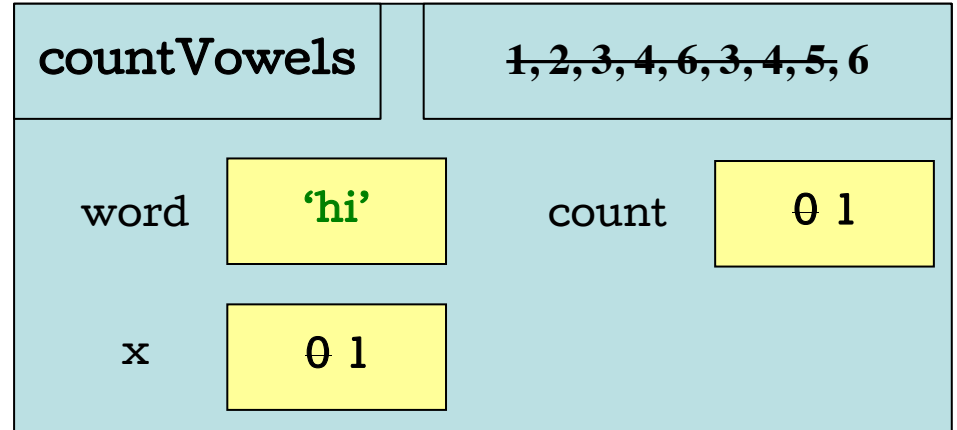 countVowels 1, 2, 3, 4, 6, 3, 4, 5, 6
word ‘hi’ count 0 1
x 0 1